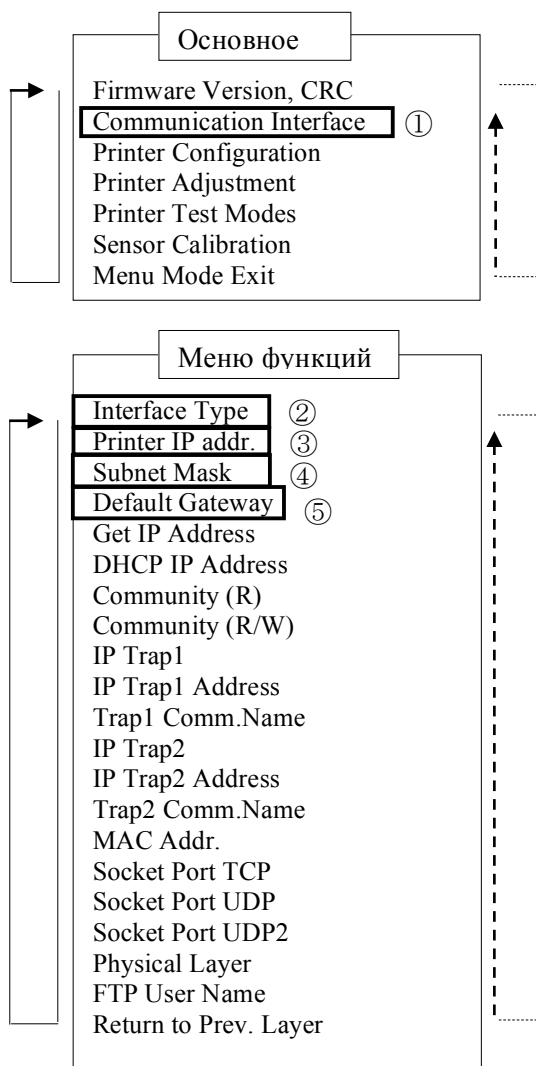 Основное
Firmware Version, CRC
Communication Interface ①
Printer Configuration
Printer Adjustment
Printer Test Modes
Sensor Calibration
Menu Mode Exit
Меню функций
Interface Type ②
Printer IP addr. ③
Subnet Mask ④
Default Gateway ⑤
Get IP Address
DHCP IP Address
Community (R)
Community (R/W)
IP Trap1
IP Trap1 Address
Trap1 Comm.Name
IP Trap2
IP Trap2 Address
Trap2 Comm.Name
MAC Addr.
Socket Port TCP
Socket Port UDP
Socket Port UDP2
Physical Layer
FTP User Name
Return to Prev. Layer